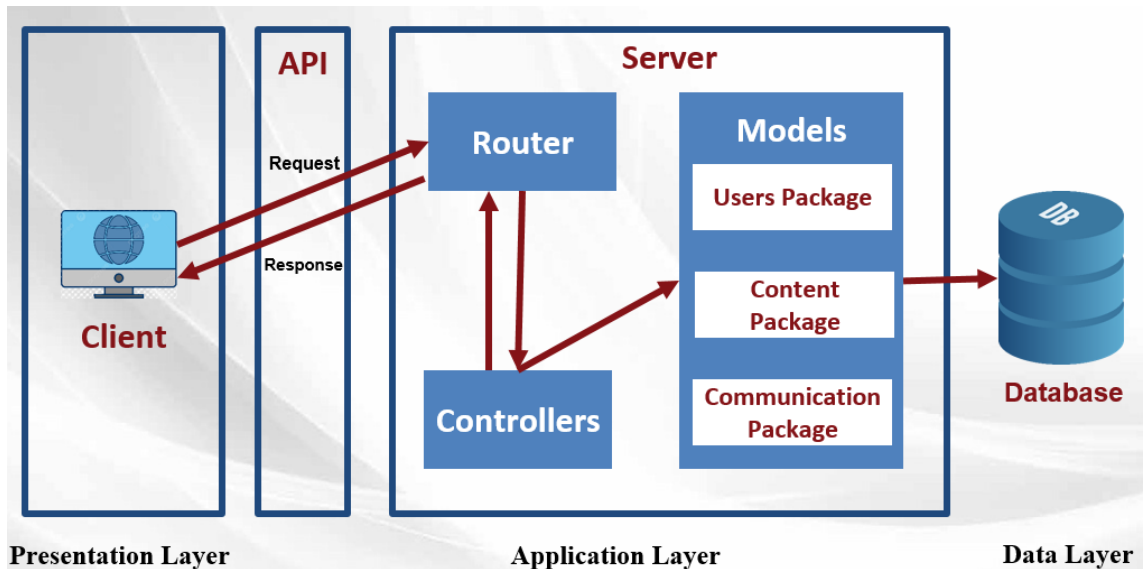 API
Server
Router
Models
Request
Users Package
DB
Response
Content
Package
Client
Database
Controllers
Communication
Package
Presentation Layer
Application Layer
Data Layer